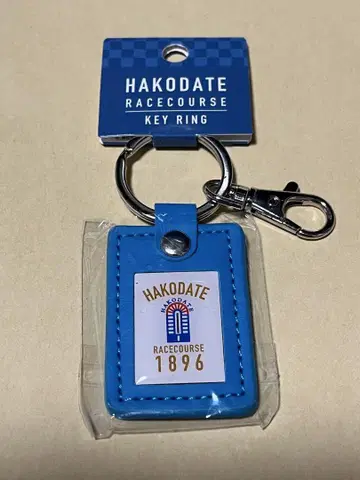 HAKODATE
RACECOURSE
KEY RING
HAKODATE
HAKODATE
RACECOURSE
1896